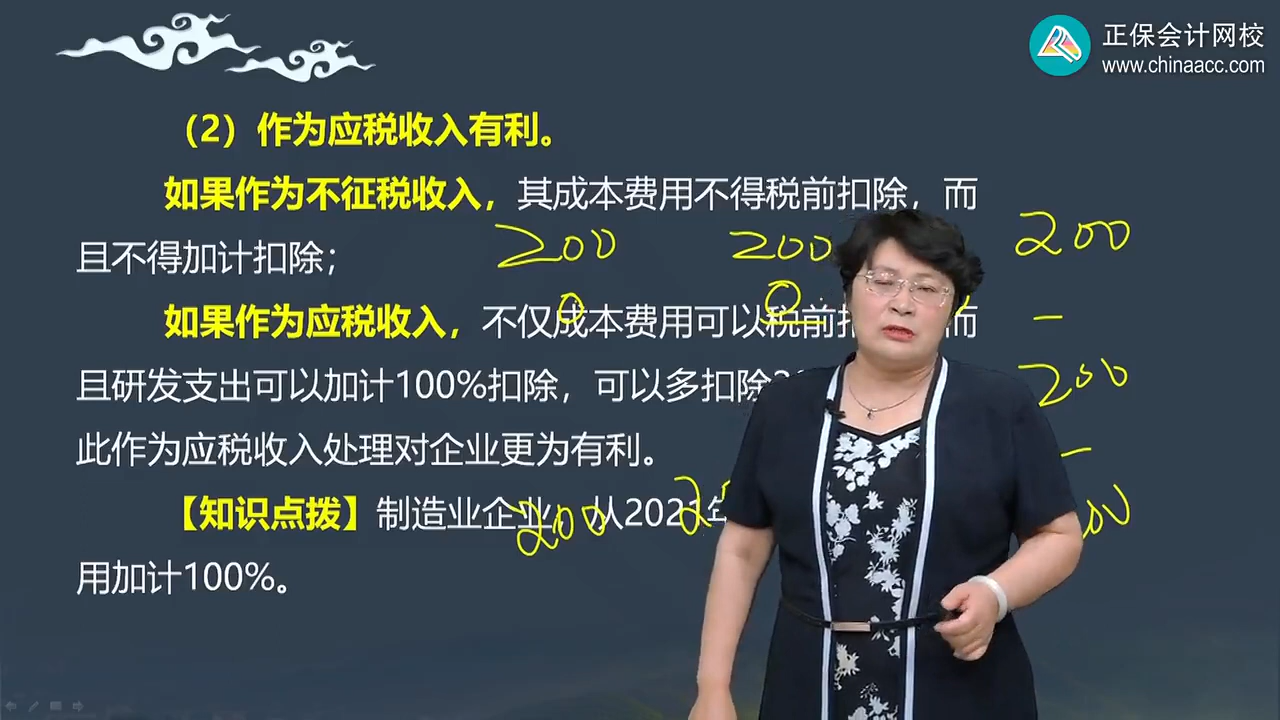 正保会计网校
www.chinaacc.com
（2）作为应税收入有利。
如果作为不征税收入，其成本费用不得税前扣除，而
且不得加计扣除；
200 200 200
如果作为应税收入，不仅成本费用可以税前 而
0 0 —
且研发支出可以加计100%扣除，可以多扣除
200
此作为应税收入处理对企业更为有利。
—
【知识点拨】制造业企业，从2021年
200
用加计100%。